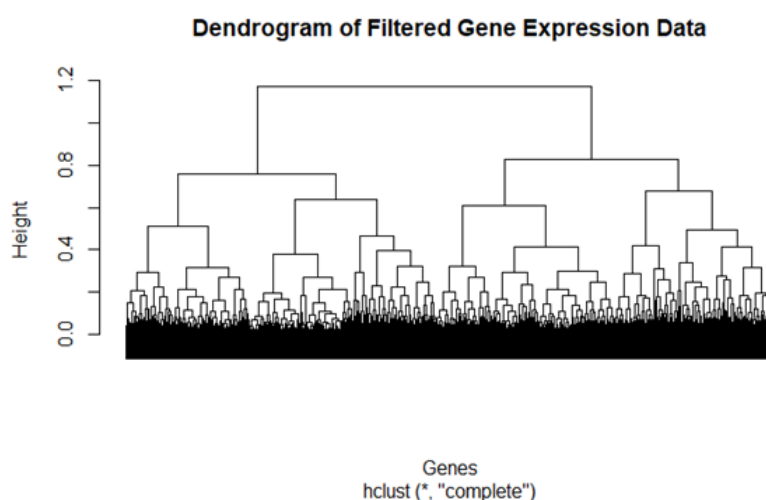 Dendrogram of Filtered Gene Expression Data
1.2
0.8
0.4
0.0
Height
Genes
hclust (*, "complete")